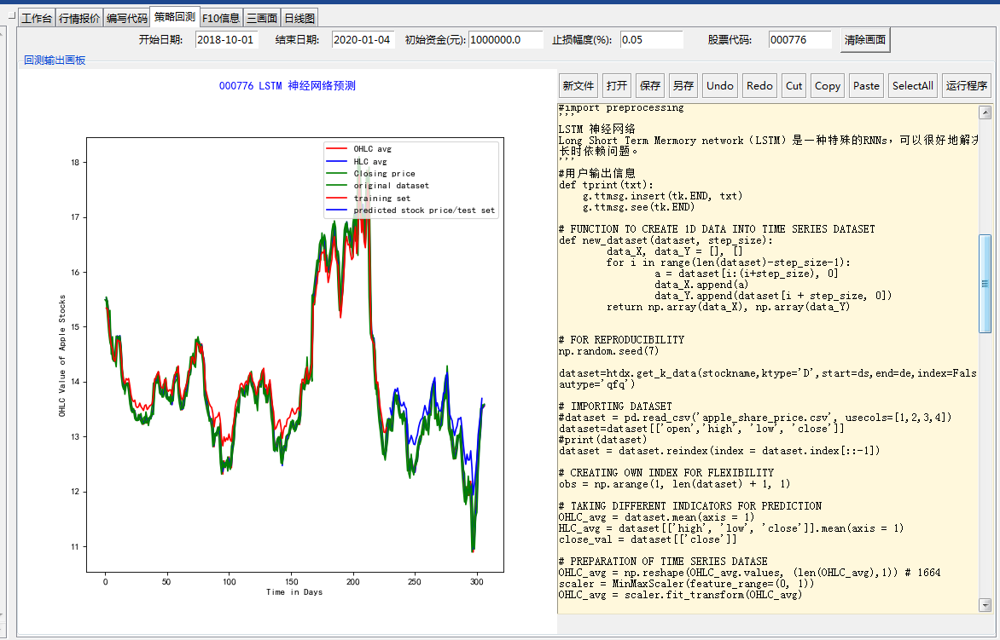 工作台 行情报价 编写代码 策略回测 F10信息 三画面 日线图
开始日期: 2018-10-01 结束日期: 2020-01-04 初始资金(元): 1000000.0 止损幅度(%): 0.05 股票代码: 000776 清除画面
回测输出画板
000776 LSTM 神经网络预测
OHLC avg
HLC avg
Closing price
original dataset
training set
predicted stock price/test set
OHLC Value of Apple Stocks
18
17
16
15
14
13
12
11
0 50 100 150 200 250 300
Time in Days
新文件 打开 保存 另存 Undo Redo Cut Copy Paste SelectAll 运行程序
#import preprocessing
'''
LSTM 神经网络
Long Short Term Mermory network（LSTM）是一种特殊的RNNs，可以很好地解决
长时依赖问题。
'''
#用户输出信息
def tprint(txt):
    g.ttmsg.insert(tk.END, txt)
    g.ttmsg.see(tk.END)
# FUNCTION TO CREATE 1D DATA INTO TIME SERIES DATASET
def new_dataset(dataset, step_size):
        data_X, data_Y = [], []
        for i in range(len(dataset)-step_size-1):
                a = dataset[i:(i+step_size), 0]
                data_X.append(a)
                data_Y.append(dataset[i + step_size, 0])
        return np.array(data_X), np.array(data_Y)
# FOR REPRODUCIBILITY
np.random.seed(7)
dataset=htdx.get_k_data(stockname,ktype='D',start=ds,end=de,index=Fals
autype='qfq')
# IMPORTING DATASET
#dataset = pd.read_csv('apple_share_price.csv', usecols=[1,2,3,4])
dataset=dataset[['open','high', 'low', 'close']]
#print(dataset)
dataset = dataset.reindex(index = dataset.index[::-1])
# CREATING OWN INDEX FOR FLEXIBILITY
obs = np.arange(1, len(dataset) + 1, 1)
# TAKING DIFFERENT INDICATORS FOR PREDICTION
OHLC_avg = dataset.mean(axis = 1)
HLC_avg = dataset[['high', 'low', 'close']].mean(axis = 1)
close_val = dataset[['close']]
# PREPARATION OF TIME SERIES DATASE
OHLC_avg = np.reshape(OHLC_avg.values, (len(OHLC_avg),1)) # 1664
scaler = MinMaxScaler(feature_range=(0, 1))
OHLC_avg = scaler.fit_transform(OHLC_avg)